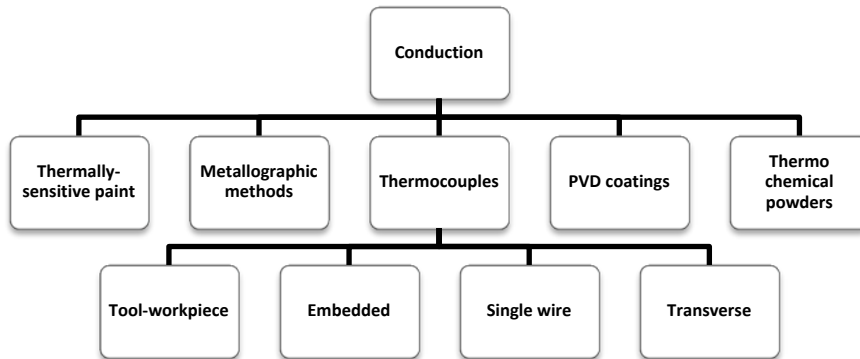 Conduction
Thermally-
sensitive paint
Metallographic
methods
Thermocouples
PVD coatings
Thermo
chemical
powders
Tool-workpiece
Embedded
Single wire
Transverse